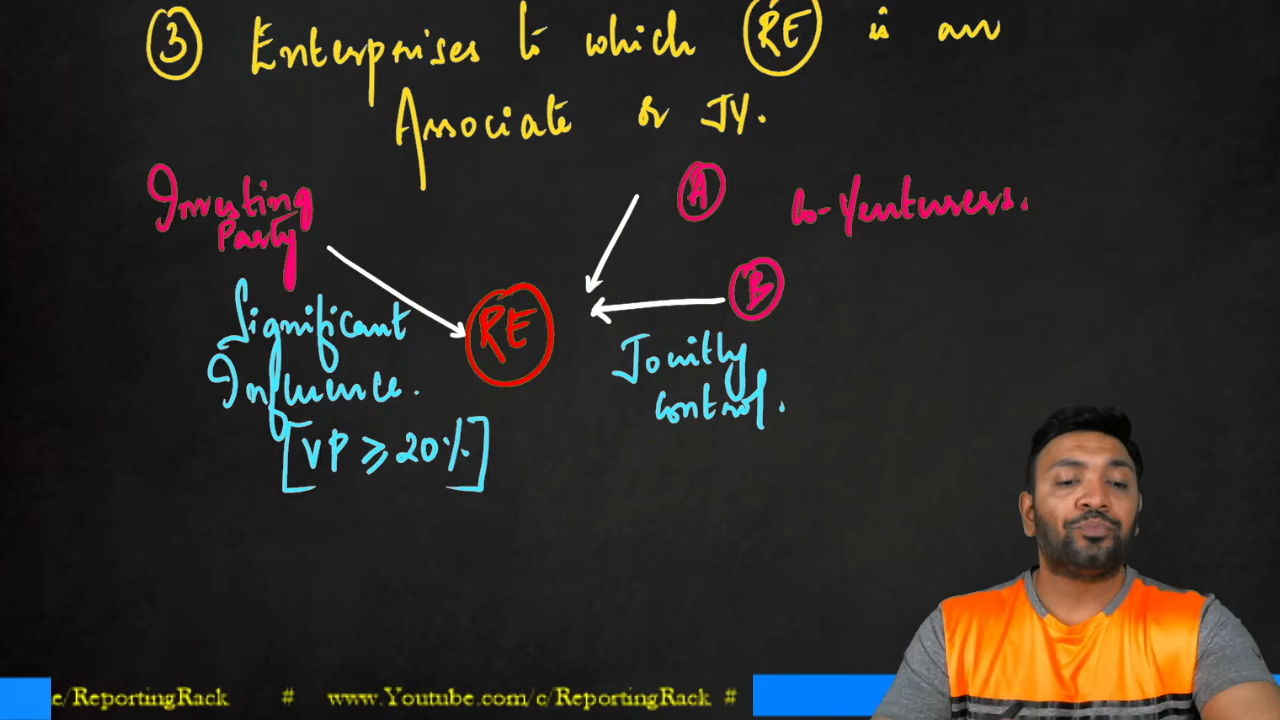 ③ Enterprises to which RE is an
Associate or JV.
Investing
Party
A
Co-Venturers.
B
RE
Significant
Influence.
[VP ≥ 20%]
Jointly
control.
e/ReportingRack # www.Youtube.com/c/ReportingRack #